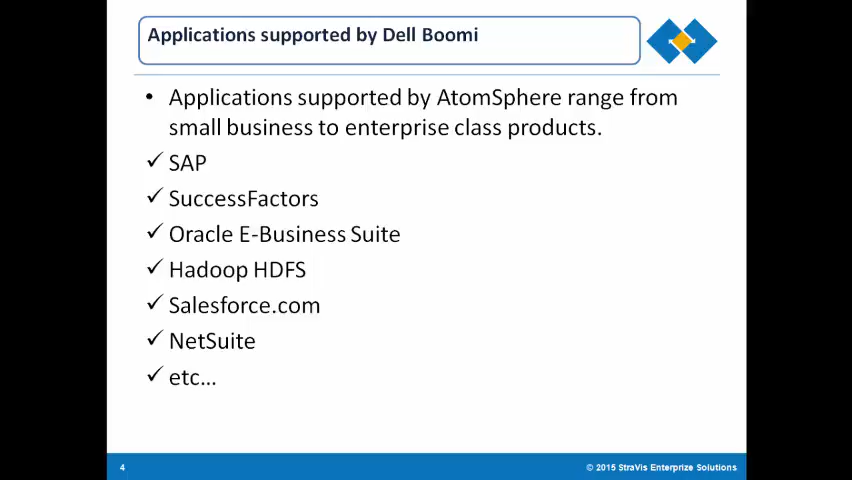 Applications supported by Dell Boomi
• Applications supported by AtomSphere range from
small business to enterprise class products.
✓ SAP
✓ SuccessFactors
✓ Oracle E-Business Suite
✓ Hadoop HDFS
✓ Salesforce.com
✓ NetSuite
✓ etc...
4
© 2015 StraVis Enterprize Solutions